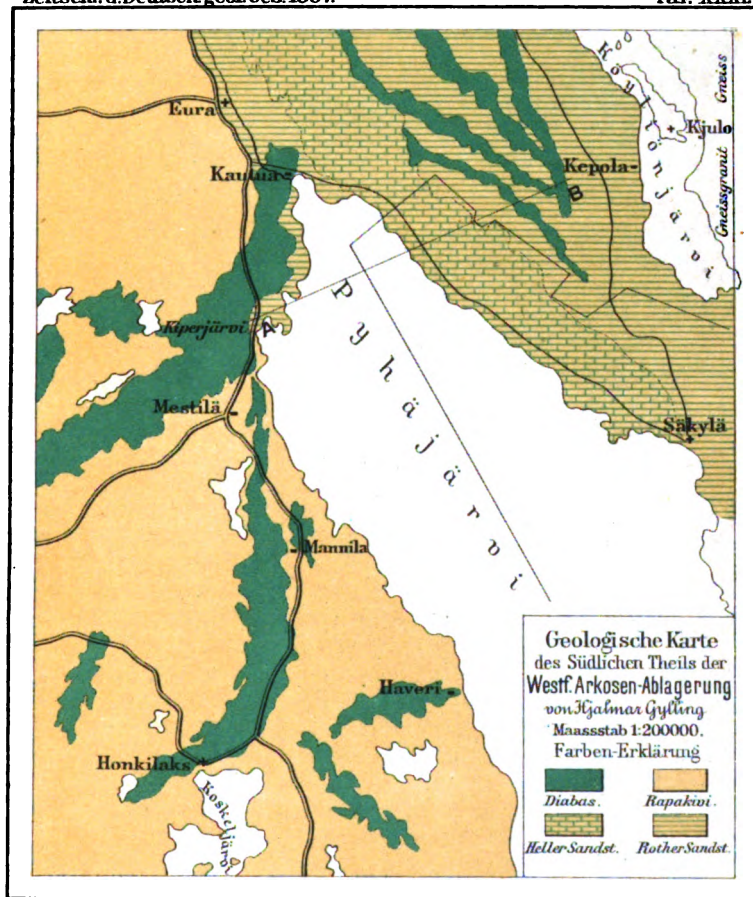 Eura
Kjulo
Köyliönjärvi
Gneissgranit Gneiss
Kauttua
Kepola
B
Pyhäjärvi
Kiperjärvi
A
Mestilä
Säkylä
Mannila
Haveri
Honkilaks
Koskeljärvi
Geologische Karte
des Südlichen Theils der
Westf. Arkosen-Ablagerung
von Hjalmar Gylling
Maassstab 1:200000.
Farben-Erklärung
Diabas. Rapakivi.
Heller Sandst. Rother Sandst.